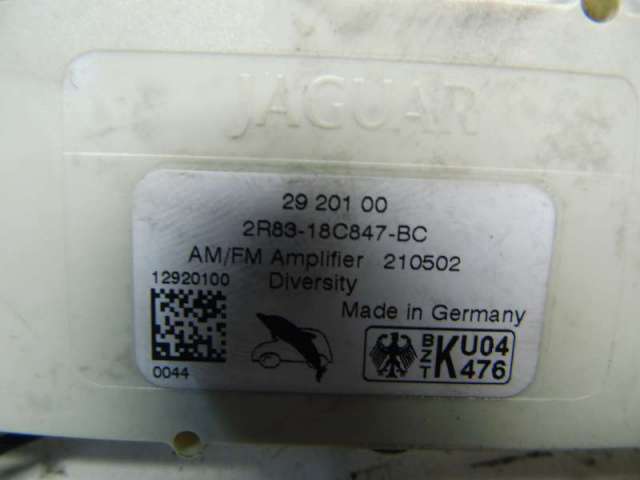 JAGUAR
29 201 00
2R83-18C847-BC
AM/FM Amplifier 210502
12920100 Diversity
Made in Germany
BZT K U04 476
0044